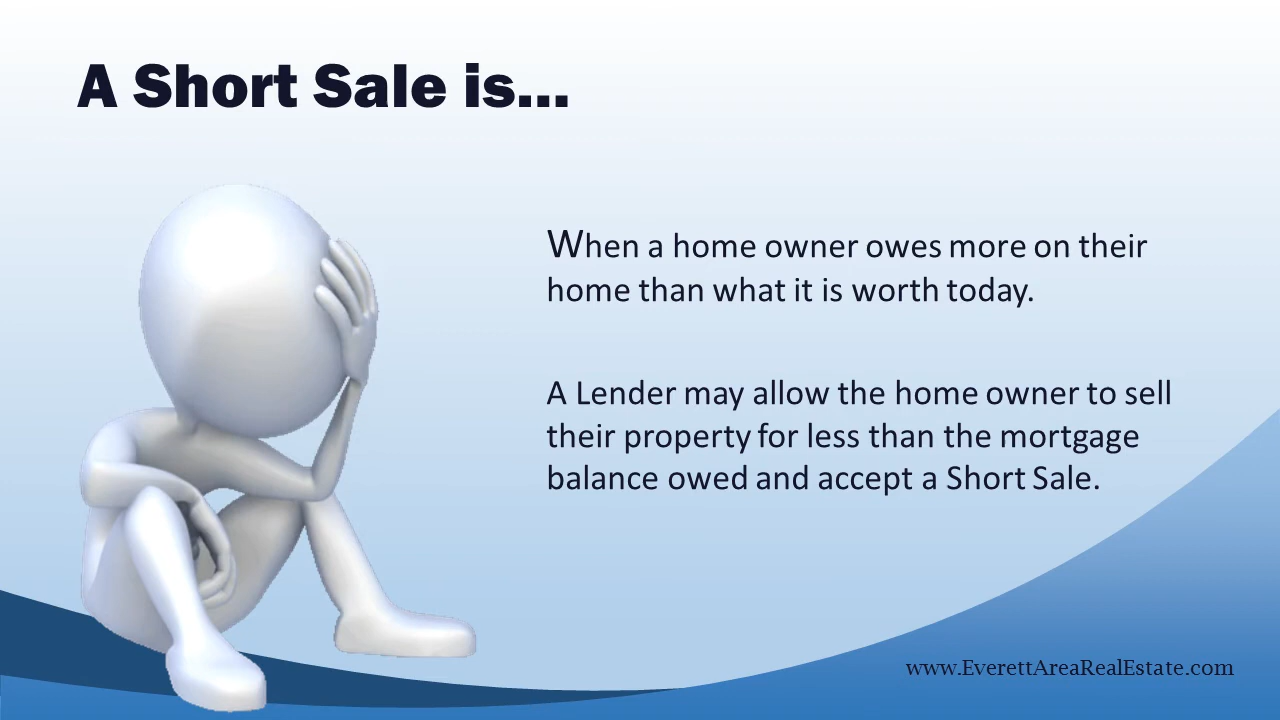 A Short Sale is...
When a home owner owes more on their
home than what it is worth today.
A Lender may allow the home owner to sell
their property for less than the mortgage
balance owed and accept a Short Sale.
www.EverettAreaRealEstate.com